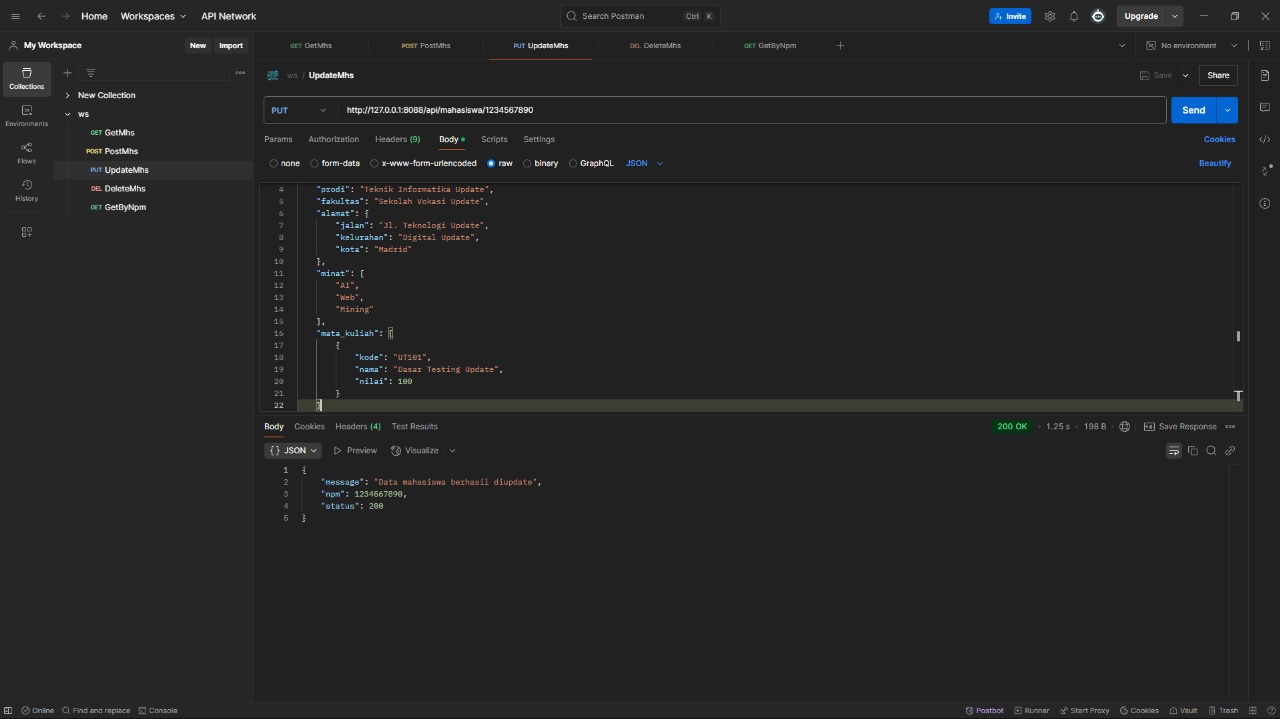 Home Workspaces API Network Search Postman Ctrl K Invite Upgrade
My Workspace New Import GET GetMhs POST PostMhs PUT UpdateMhs DEL DeleteMhs GET GetByNpm No environment
Collections
Environments
Flows
History
New Collection
ws
GET GetMhs
POST PostMhs
PUT UpdateMhs
DEL DeleteMhs
GET GetByNpm
ws / UpdateMhs Save Share
PUT http://127.0.0.1:8088/api/mahasiswa/1234567890 Send
Params Authorization Headers (9) Body Scripts Settings Cookies
none form-data x-www-form-urlencoded raw binary GraphQL JSON Beautify
4 "prodi": "Teknik Informatika Update",
5 "fakultas": "Sekolah Vokasi Update",
6 "alamat": {
7 "jalan": "Jl. Teknologi Update",
8 "kelurahan": "Digital Update",
9 "kota": "Madrid"
10 },
11 "minat": [
12 "AI",
13 "Web",
14 "Mining"
15 ],
16 "mata_kuliah": [
17 {
18 "kode": "UT101",
19 "nama": "Dasar Testing Update",
20 "nilai": 100
21 }
22 ]
Body Cookies Headers (4) Test Results 200 OK • 1.25 s • 198 B Save Response
{} JSON Preview Visualize
1 {
2 "message": "Data mahasiswa berhasil diupdate",
3 "npm": 1234567890,
4 "status": 200
5 }
Online Find and replace Console Postbot Runner Start Proxy Cookies Vault Trash